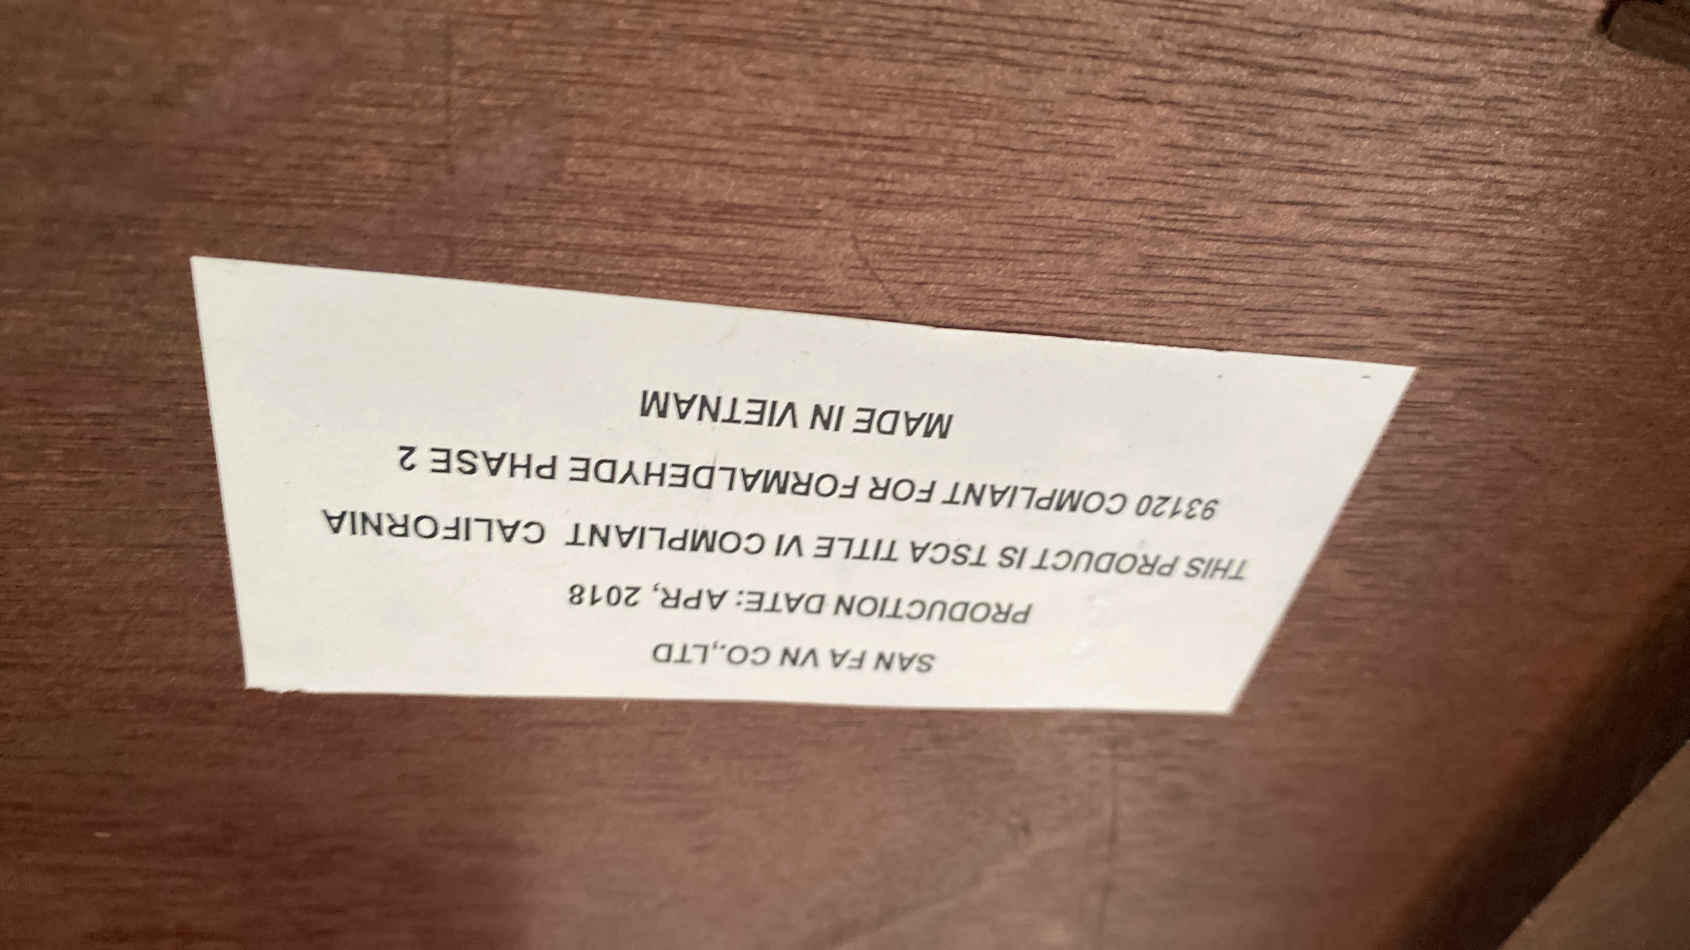 SAN FA VN CO.,LTD
PRODUCTION DATE: APR, 2018
THIS PRODUCT IS TSCA TITLE VI COMPLIANT CALIFORNIA
93120 COMPLIANT FOR FORMALDEHYDE PHASE 2
MADE IN VIETNAM